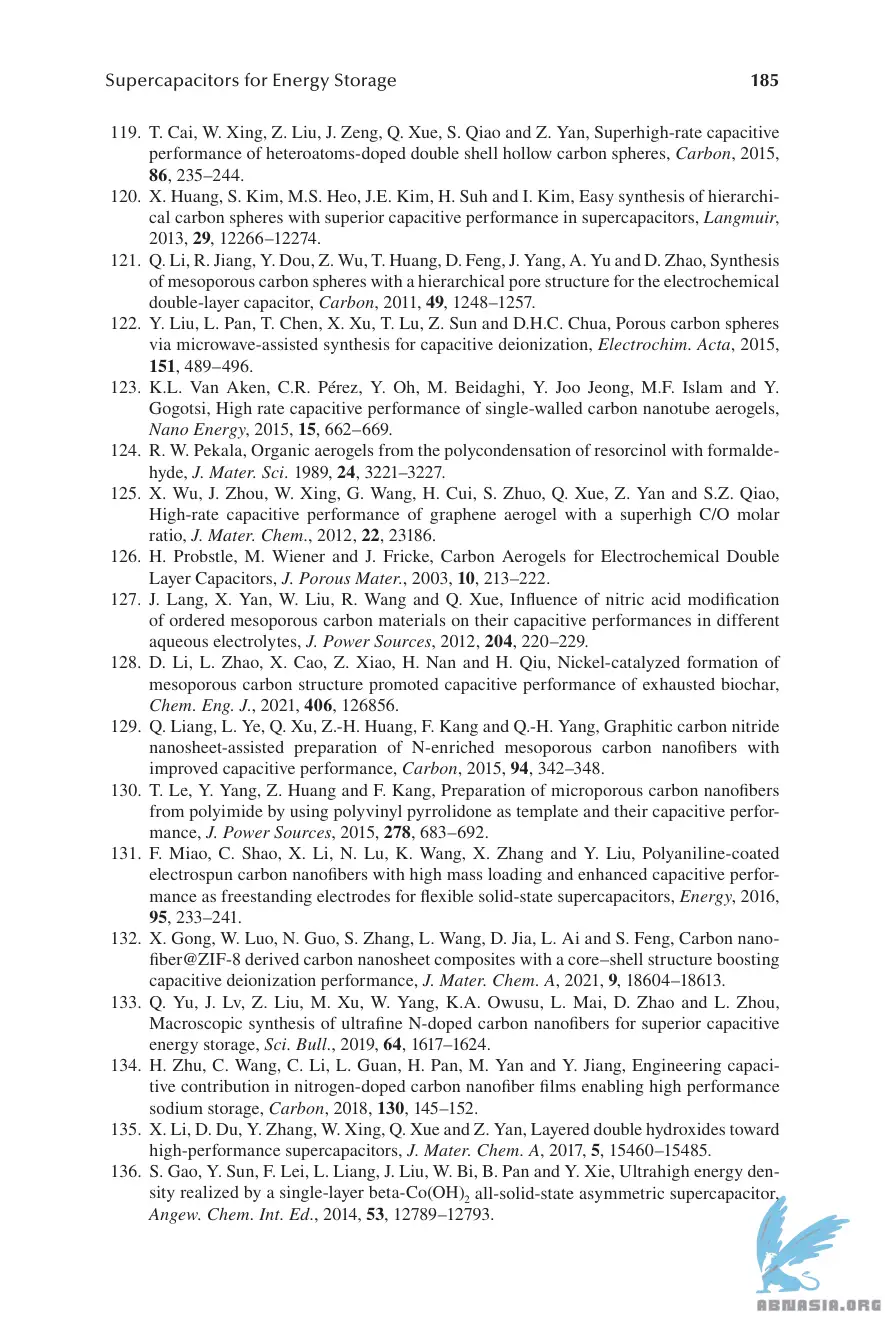 Supercapacitors for Energy Storage 185
119. T. Cai, W. Xing, Z. Liu, J. Zeng, Q. Xue, S. Qiao and Z. Yan, Superhigh-rate capacitive
performance of heteroatoms-doped double shell hollow carbon spheres, Carbon, 2015,
86, 235–244.
120. X. Huang, S. Kim, M.S. Heo, J.E. Kim, H. Suh and I. Kim, Easy synthesis of hierarchi-
cal carbon spheres with superior capacitive performance in supercapacitors, Langmuir,
2013, 29, 12266–12274.
121. Q. Li, R. Jiang, Y. Dou, Z. Wu, T. Huang, D. Feng, J. Yang, A. Yu and D. Zhao, Synthesis
of mesoporous carbon spheres with a hierarchical pore structure for the electrochemical
double-layer capacitor, Carbon, 2011, 49, 1248–1257.
122. Y. Liu, L. Pan, T. Chen, X. Xu, T. Lu, Z. Sun and D.H.C. Chua, Porous carbon spheres
via microwave-assisted synthesis for capacitive deionization, Electrochim. Acta, 2015,
151, 489–496.
123. K.L. Van Aken, C.R. Pérez, Y. Oh, M. Beidaghi, Y. Joo Jeong, M.F. Islam and Y.
Gogotsi, High rate capacitive performance of single-walled carbon nanotube aerogels,
Nano Energy, 2015, 15, 662–669.
124. R. W. Pekala, Organic aerogels from the polycondensation of resorcinol with formalde-
hyde, J. Mater. Sci. 1989, 24, 3221–3227.
125. X. Wu, J. Zhou, W. Xing, G. Wang, H. Cui, S. Zhuo, Q. Xue, Z. Yan and S.Z. Qiao,
High-rate capacitive performance of graphene aerogel with a superhigh C/O molar
ratio, J. Mater. Chem., 2012, 22, 23186.
126. H. Probstle, M. Wiener and J. Fricke, Carbon Aerogels for Electrochemical Double
Layer Capacitors, J. Porous Mater., 2003, 10, 213–222.
127. J. Lang, X. Yan, W. Liu, R. Wang and Q. Xue, Influence of nitric acid modification
of ordered mesoporous carbon materials on their capacitive performances in different
aqueous electrolytes, J. Power Sources, 2012, 204, 220–229.
128. D. Li, L. Zhao, X. Cao, Z. Xiao, H. Nan and H. Qiu, Nickel-catalyzed formation of
mesoporous carbon structure promoted capacitive performance of exhausted biochar,
Chem. Eng. J., 2021, 406, 126856.
129. Q. Liang, L. Ye, Q. Xu, Z.-H. Huang, F. Kang and Q.-H. Yang, Graphitic carbon nitride
nanosheet-assisted preparation of N-enriched mesoporous carbon nanofibers with
improved capacitive performance, Carbon, 2015, 94, 342–348.
130. T. Le, Y. Yang, Z. Huang and F. Kang, Preparation of microporous carbon nanofibers
from polyimide by using polyvinyl pyrrolidone as template and their capacitive perfor-
mance, J. Power Sources, 2015, 278, 683–692.
131. F. Miao, C. Shao, X. Li, N. Lu, K. Wang, X. Zhang and Y. Liu, Polyaniline-coated
electrospun carbon nanofibers with high mass loading and enhanced capacitive perfor-
mance as freestanding electrodes for flexible solid-state supercapacitors, Energy, 2016,
95, 233–241.
132. X. Gong, W. Luo, N. Guo, S. Zhang, L. Wang, D. Jia, L. Ai and S. Feng, Carbon nano-
fiber@ZIF-8 derived carbon nanosheet composites with a core–shell structure boosting
capacitive deionization performance, J. Mater. Chem. A, 2021, 9, 18604–18613.
133. Q. Yu, J. Lv, Z. Liu, M. Xu, W. Yang, K.A. Owusu, L. Mai, D. Zhao and L. Zhou,
Macroscopic synthesis of ultrafine N-doped carbon nanofibers for superior capacitive
energy storage, Sci. Bull., 2019, 64, 1617–1624.
134. H. Zhu, C. Wang, C. Li, L. Guan, H. Pan, M. Yan and Y. Jiang, Engineering capaci-
tive contribution in nitrogen-doped carbon nanofiber films enabling high performance
sodium storage, Carbon, 2018, 130, 145–152.
135. X. Li, D. Du, Y. Zhang, W. Xing, Q. Xue and Z. Yan, Layered double hydroxides toward
high-performance supercapacitors, J. Mater. Chem. A, 2017, 5, 15460–15485.
136. S. Gao, Y. Sun, F. Lei, L. Liang, J. Liu, W. Bi, B. Pan and Y. Xie, Ultrahigh energy den-
sity realized by a single-layer beta-Co(OH)₂ all-solid-state asymmetric supercapacitor,
Angew. Chem. Int. Ed., 2014, 53, 12789–12793.
ABNASIA.ORG